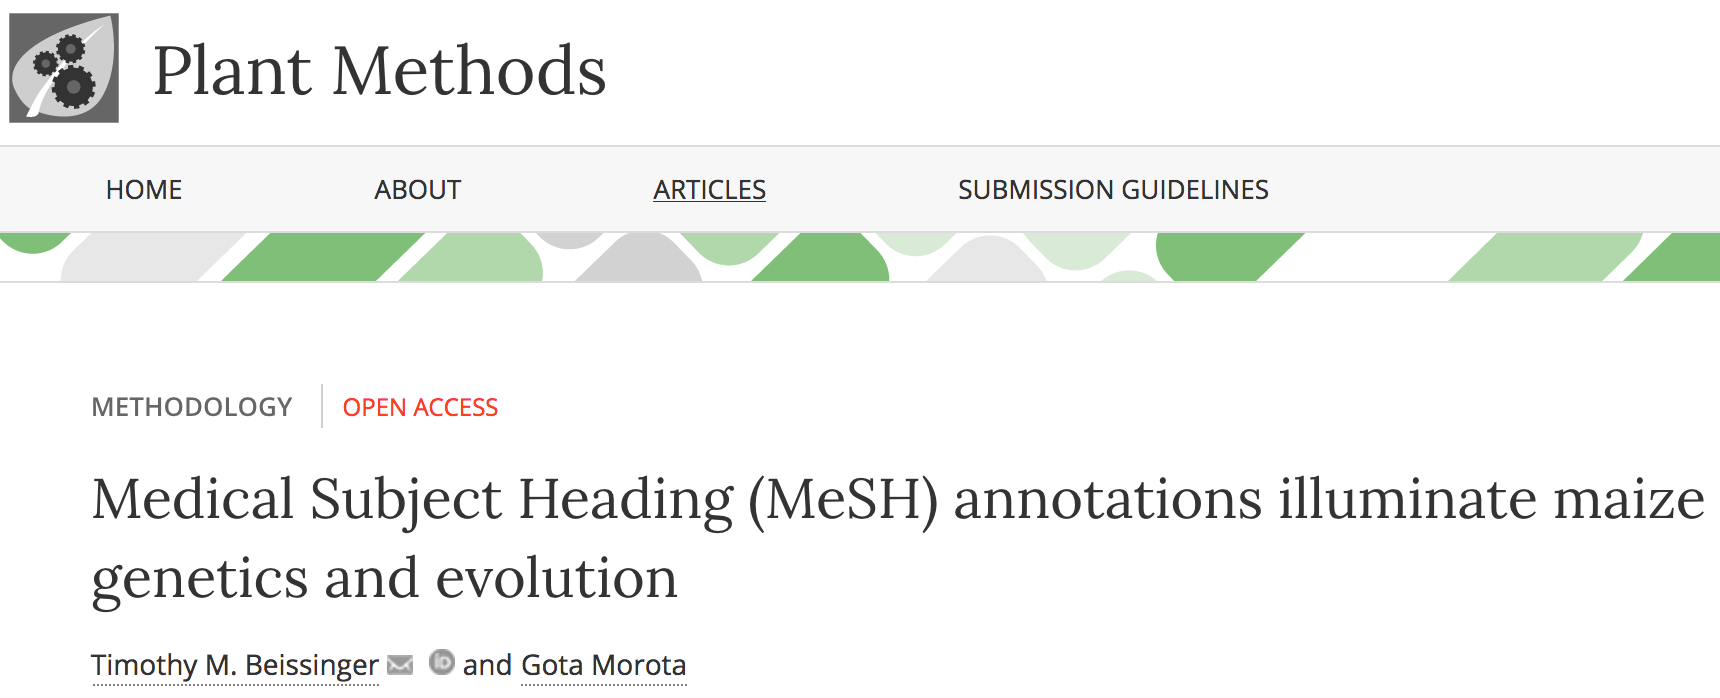 Plant Methods
HOME ABOUT ARTICLES SUBMISSION GUIDELINES
METHODOLOGY OPEN ACCESS
Medical Subject Heading (MeSH) annotations illuminate maize
genetics and evolution
Timothy M. Beissinger iD and Gota Morota